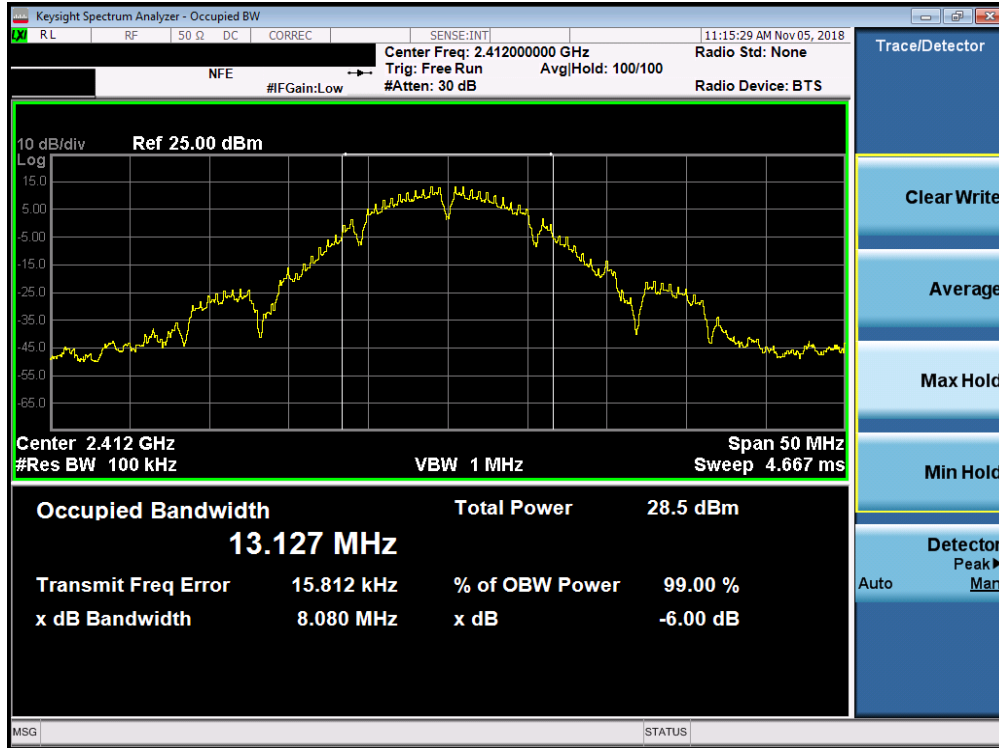 Keysight Spectrum Analyzer - Occupied BW
LXI RL RF 50 Ω DC CORREC SENSE:INT 11:15:29 AM Nov 05, 2018
NFE
#IFGain:Low
Center Freq: 2.412000000 GHz
Trig: Free Run Avg|Hold: 100/100
#Atten: 30 dB
Radio Std: None
Radio Device: BTS
Trace/Detector
10 dB/div Ref 25.00 dBm
Log
15.0
5.00
-5.00
-15.0
-25.0
-35.0
-45.0
-55.0
-65.0
Center 2.412 GHz Span 50 MHz
#Res BW 100 kHz VBW 1 MHz Sweep 4.667 ms
Occupied Bandwidth Total Power 28.5 dBm
13.127 MHz
Transmit Freq Error 15.812 kHz % of OBW Power 99.00 %
x dB Bandwidth 8.080 MHz x dB -6.00 dB
Clear Write
Average
Max Hold
Min Hold
Detector
Peak▶
Auto Man
MSG STATUS